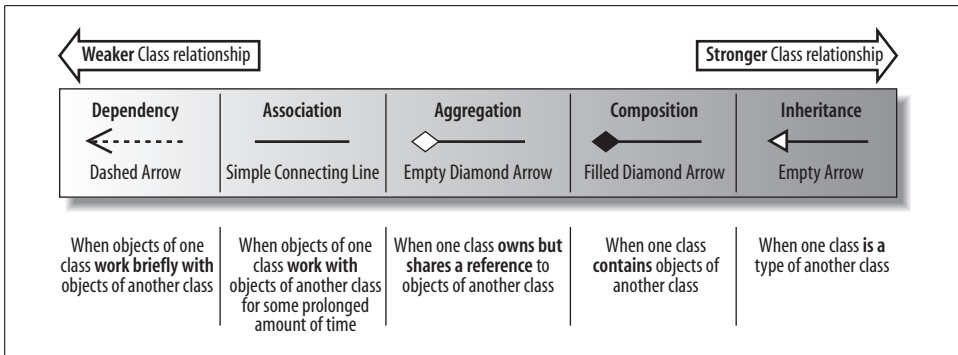 Weaker Class relationship
Stronger Class relationship
Dependency
Dashed Arrow
Association
Simple Connecting Line
Aggregation
Empty Diamond Arrow
Composition
Filled Diamond Arrow
Inheritance
Empty Arrow
When objects of one
class work briefly with
objects of another class
When objects of one
class work with
objects of another class
for some prolonged
amount of time
When one class owns but
shares a reference to
objects of another class
When one class
contains objects of
another class
When one class is a
type of another class